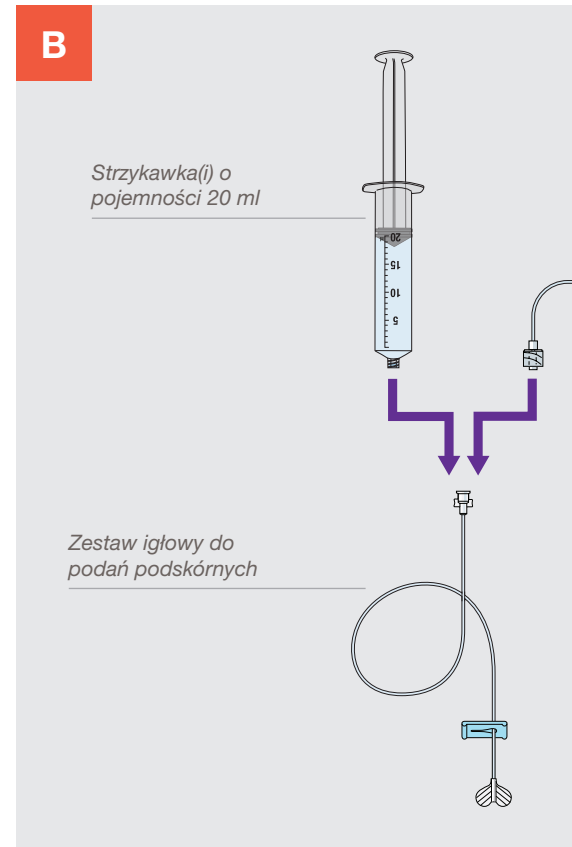 B
Strzykawka(i) o
pojemności 20 ml
20
15
10
5
Zestaw igłowy do
podań podskórnych